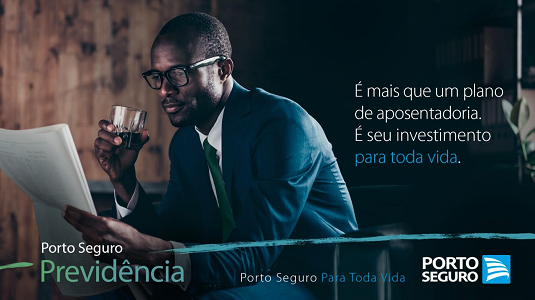 É mais que um plano
de aposentadoria.
É seu investimento
para toda vida.
Porto Seguro
Previdência
Porto Seguro Para Toda Vida
PORTO
SEGURO